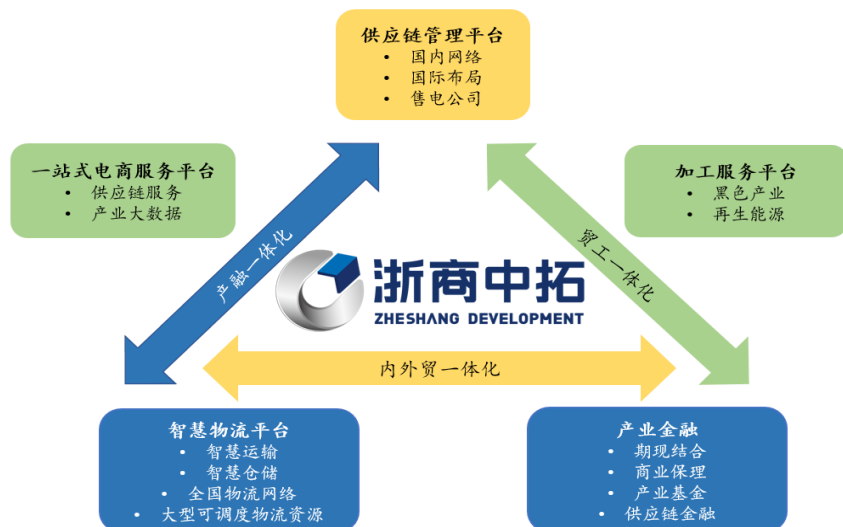 供应链管理平台
• 国内网络
• 国际布局
• 售电公司
一站式电商服务平台
• 供应链服务
• 产业大数据
加工服务平台
• 黑色产业
• 再生能源
产融一体化
贸工一体化
浙商中拓
ZHESHANG DEVELOPMENT
内外贸一体化
智慧物流平台
• 智慧运输
• 智慧仓储
• 全国物流网络
• 大型可调度物流资源
产业金融
• 期现结合
• 商业保理
• 产业基金
• 供应链金融